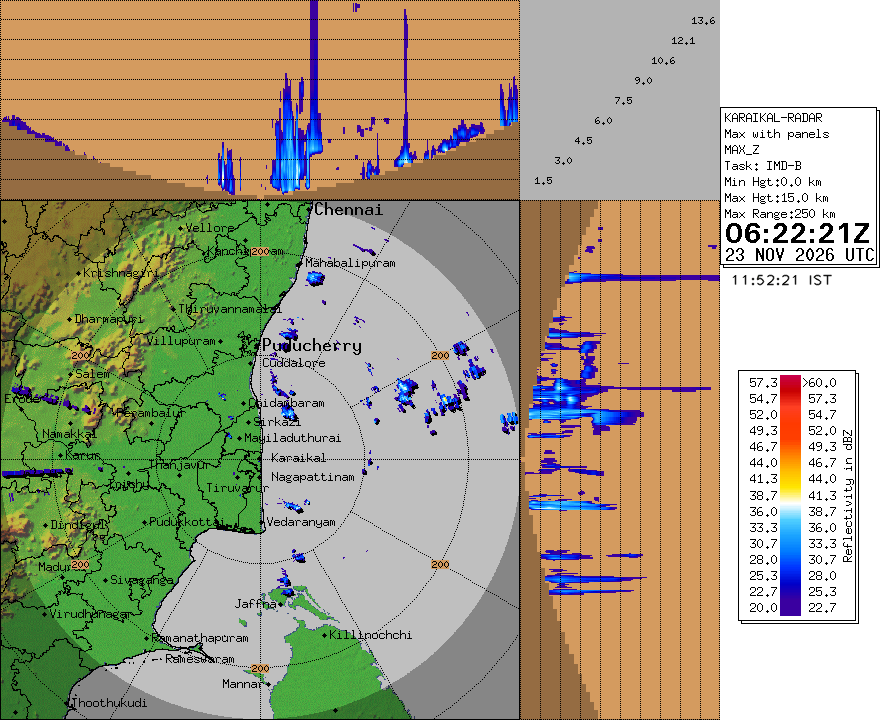 13.6
12.1
10.6
9.0
7.5
6.0
4.5
3.0
1.5
KARAIKAL-RADAR
Max with panels
MAX_Z
Task: IMD-B
Min Hgt:0.0 km
Max Hgt:15.0 km
Max Range:250 km
06:22:21Z
23 NOV 2026 UTC
11:52:21 IST
Chennai
Vellore
200
Mahabalipuram
Krishnagiri
Thiruvannamalai
Dharmapuri
Villupuram
Puducherry
200
200
Cuddalore
Salem
Chidambaram
Perambalur
Sirkazi
Namakkal
Mayiladuthurai
Karur
Karaikal
Thanjavur
Nagapattinam
Tiruvarur
Pudukkottai
Vedaranyam
200
200
Sivaganga
Jaffna
Virudhunagar
Killinochchi
Ramanathapuram
Rameswaram
200
Mannar
Thoothukudi
57.3 >60.0
54.7 57.3
52.0 54.7
49.3 52.0
46.7 49.3
44.0 46.7
41.3 44.0
38.7 41.3
36.0 38.7
33.3 36.0
30.7 33.3
28.0 30.7
25.3 28.0
22.7 25.3
20.0 22.7
Reflectivity in dBZ